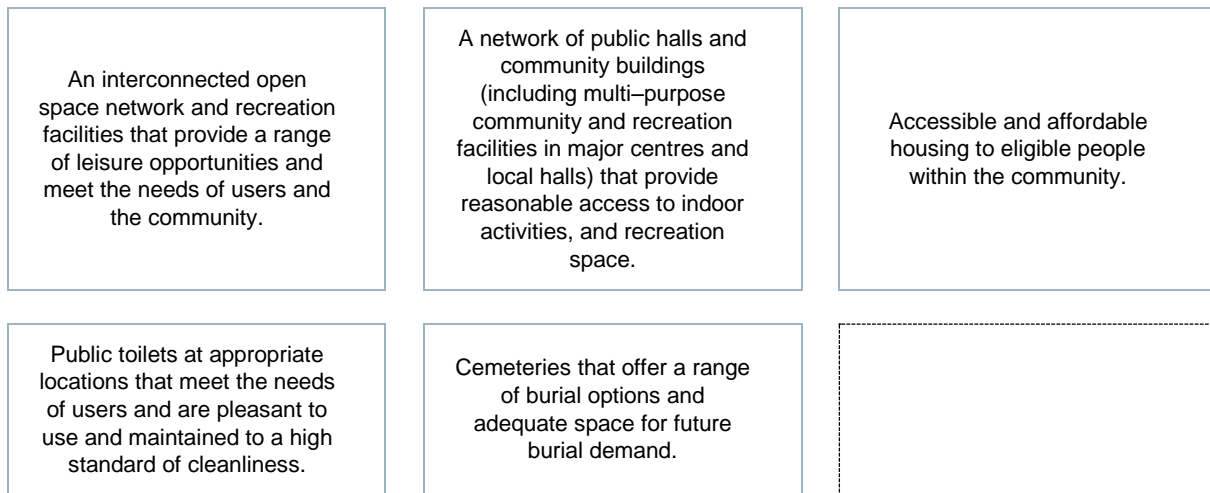 An interconnected open
space network and recreation
facilities that provide a range
of leisure opportunities and
meet the needs of users and
the community.
A network of public halls and
community buildings
(including multi–purpose
community and recreation
facilities in major centres and
local halls) that provide
reasonable access to indoor
activities, and recreation
space.
Accessible and affordable
housing to eligible people
within the community.
Public toilets at appropriate
locations that meet the needs
of users and are pleasant to
use and maintained to a high
standard of cleanliness.
Cemeteries that offer a range
of burial options and
adequate space for future
burial demand.